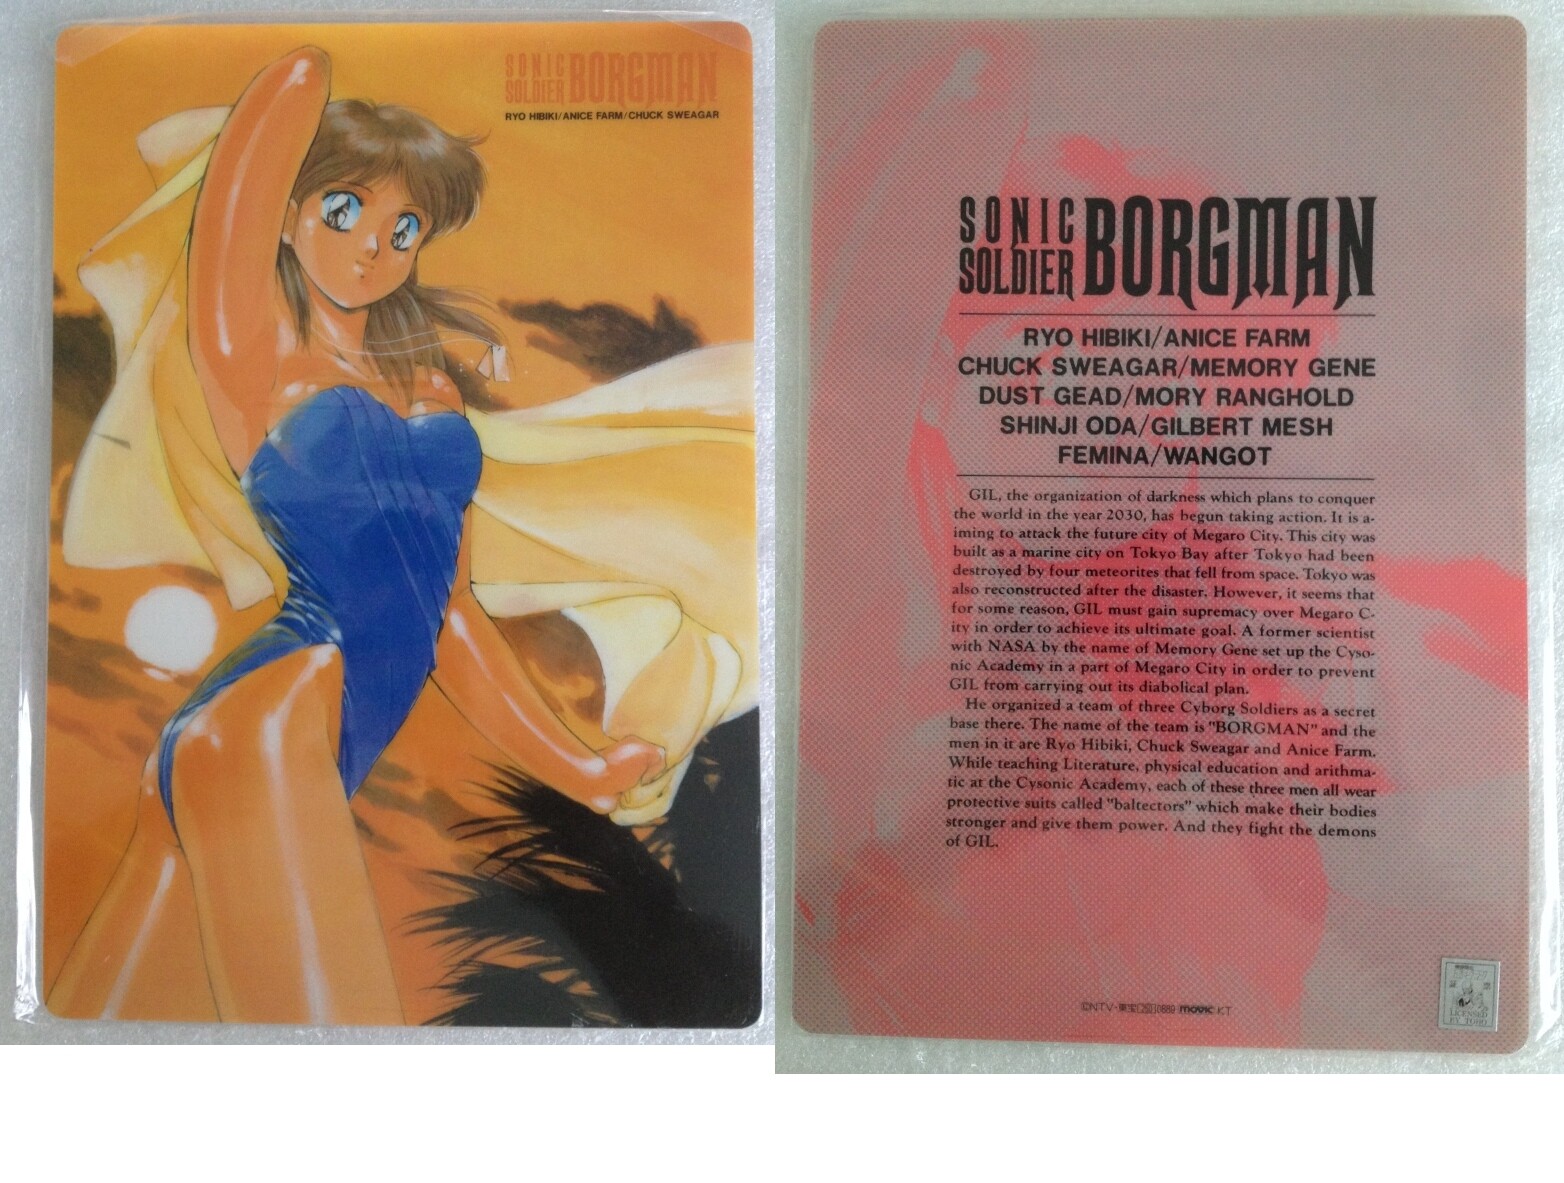 SONIC
SOLDIER BORGMAN
RYO HIBIKI/ANICE FARM/CHUCK SWEAGAR
SONIC
SOLDIER BORGMAN
RYO HIBIKI/ANICE FARM
CHUCK SWEAGAR/MEMORY GENE
DUST GEAD/MORY RANGHOLD
SHINJI ODA/GILBERT MESH
FEMINA/WANGOT
GIL, the organization of darkness which plans to conquer
the world in the year 2030, has begun taking action. It is a-
iming to attack the future city of Megaro City. This city was
built as a marine city on Tokyo Bay after Tokyo had been
destroyed by four meteorites that fell from space. Tokyo was
also reconstructed after the disaster. However, it seems that
for some reason, GIL must gain supremacy over Megaro C-
ity in order to achieve its ultimate goal. A former scientist
with NASA by the name of Memory Gene set up the Cyso-
nic Academy in a part of Megaro City in order to prevent
GIL from carrying out its diabolical plan.
He organized a team of three Cyborg Soldiers as a secret
base there. The name of the team is "BORGMAN" and the
men in it are Ryo Hibiki, Chuck Sweagar and Anice Farm.
While teaching Literature, physical education and arithma-
tic at the Cysonic Academy, each of these three men all wear
protective suits called "baltectors" which make their bodies
stronger and give them power. And they fight the demons
of GIL.
©NTV・東宝 0889 movic KT
LICENSED
BY TOHO